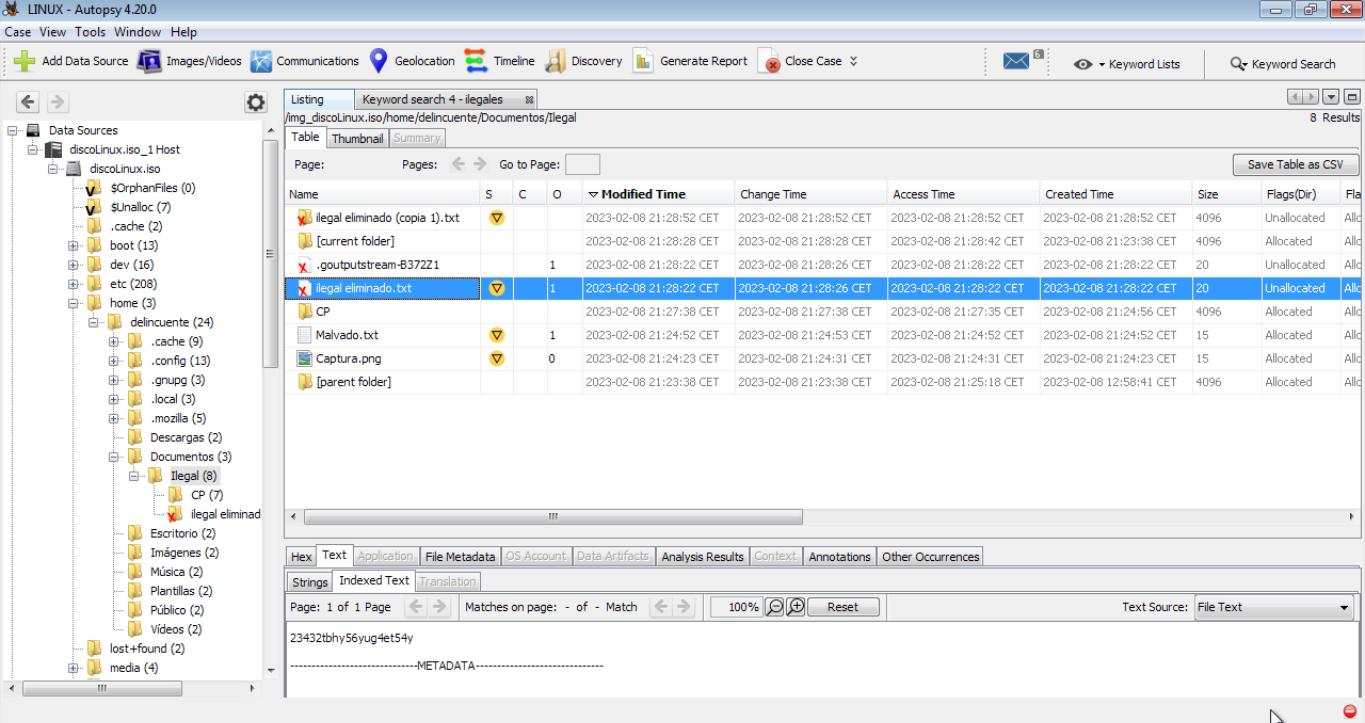 LINUX - Autopsy 4.20.0
Case View Tools Window Help
Add Data Source Images/Videos Communications Geolocation Timeline Discovery Generate Report Close Case 6 Keyword Lists Keyword Search
Listing Keyword search 4 - ilegales
/img_discoLinux.iso/home/delincuente/Documentos/Ilegal 8 Results
Table Thumbnail Summary
Page: Pages: Go to Page: Save Table as CSV
Name S C O Modified Time Change Time Access Time Created Time Size Flags(Dir) Fla
ilegal eliminado (copia 1).txt 2023-02-08 21:28:52 CET 2023-02-08 21:28:52 CET 2023-02-08 21:28:52 CET 2023-02-08 21:28:52 CET 4096 Unallocated Allc
[current folder] 2023-02-08 21:28:28 CET 2023-02-08 21:28:28 CET 2023-02-08 21:28:42 CET 2023-02-08 21:23:38 CET 4096 Allocated Allc
.goutputstream-B372Z1 1 2023-02-08 21:28:22 CET 2023-02-08 21:28:26 CET 2023-02-08 21:28:22 CET 2023-02-08 21:28:22 CET 20 Unallocated Allc
ilegal eliminado.txt 1 2023-02-08 21:28:22 CET 2023-02-08 21:28:26 CET 2023-02-08 21:28:22 CET 2023-02-08 21:28:22 CET 20 Unallocated Allc
CP 2023-02-08 21:27:38 CET 2023-02-08 21:27:38 CET 2023-02-08 21:27:35 CET 2023-02-08 21:24:56 CET 4096 Allocated Allc
Malvado.txt 1 2023-02-08 21:24:52 CET 2023-02-08 21:24:53 CET 2023-02-08 21:24:52 CET 2023-02-08 21:24:52 CET 15 Allocated Allc
Captura.png 0 2023-02-08 21:24:23 CET 2023-02-08 21:24:31 CET 2023-02-08 21:24:31 CET 2023-02-08 21:24:23 CET 15 Allocated Allc
[parent folder] 2023-02-08 21:23:38 CET 2023-02-08 21:23:38 CET 2023-02-08 21:25:18 CET 2023-02-08 12:58:41 CET 4096 Allocated Allc
Data Sources
discoLinux.iso_1 Host
discoLinux.iso
$OrphanFiles (0)
$Unalloc (7)
.cache (2)
boot (13)
dev (16)
etc (208)
home (3)
delincuente (24)
.cache (9)
.config (13)
.gnupg (3)
.local (3)
.mozilla (5)
Descargas (2)
Documentos (3)
Ilegal (8)
CP (7)
ilegal eliminad
Escritorio (2)
Imágenes (2)
Música (2)
Plantillas (2)
Público (2)
Vídeos (2)
lost+found (2)
media (4)
Hex Text Application File Metadata OS Account Data Artifacts Analysis Results Context Annotations Other Occurrences
Strings Indexed Text Translation
Page: 1 of 1 Page Matches on page: - of - Match 100% Reset Text Source: File Text
23432tbhy56yug4et54y
------------------------------METADATA------------------------------